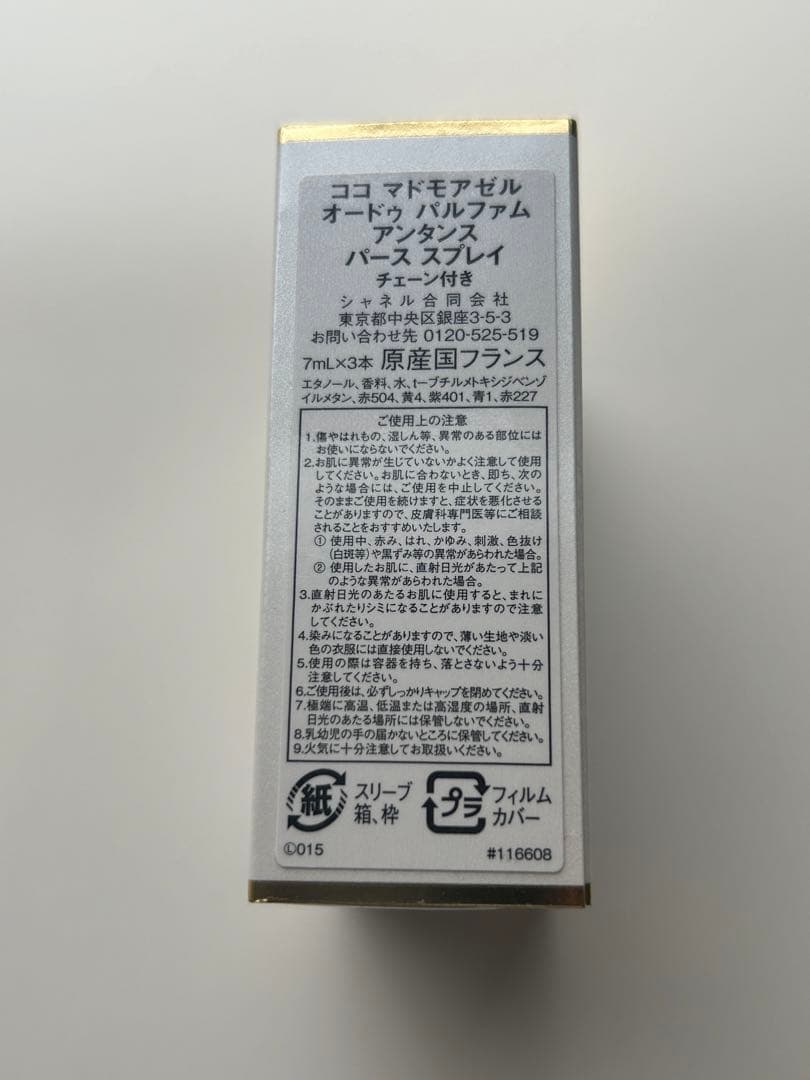 ココ マドモアゼル
オードゥ パルファム
アンタンス
パース スプレイ
チェーン付き
シャネル合同会社
東京都中央区銀座3-5-3
お問い合わせ先 0120-525-519
7mL×3本 原産国フランス
エタノール、香料、水、t-ブチルメトキシジベンゾ
イルメタン、赤504、黄4、紫401、青1、赤227
ご使用上の注意
1.傷やはれもの、湿しん等、異常のある部位には
お使いにならないでください。
2.お肌に異常が生じていないかよく注意して使用
してください。お肌に合わないとき、即ち、次の
ような場合には、ご使用を中止してください。
そのままご使用を続けますと、症状を悪化させる
ことがありますので、皮膚科専門医等にご相談
されることをおすすめいたします。
① 使用中、赤み、はれ、かゆみ、刺激、色抜け
(白斑等)や黒ずみ等の異常があらわれた場合。
② 使用したお肌に、直射日光があたって上記
のような異常があらわれた場合。
3.直射日光のあたるお肌に使用すると、まれに
かぶれたりシミになることがありますので注意
してください。
4.染みになることがありますので、薄い生地や淡い
色の衣服には直接使用しないでください。
5.使用の際は容器を持ち、落とさないよう十分
注意してください。
6.ご使用後は、必ずしっかりキャップを閉めてください。
7.極端に高温、低温または高湿度の場所、直射
日光のあたる場所には保管しないでください。
8.乳幼児の手の届かないところに保管してください。
9.火気に十分注意してお取扱いください。
紙 スリーブ
箱、枠
プラ フィルム
カバー
Ⓛ015 #116608